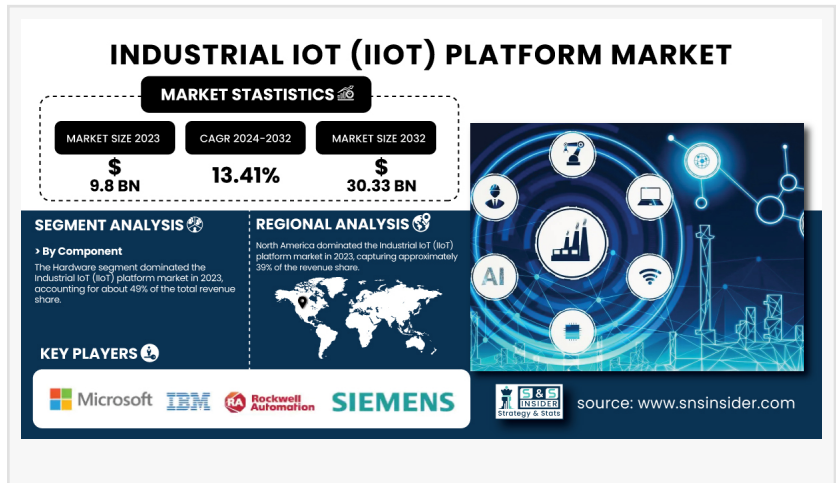 INDUSTRIAL IOT (IIOT) PLATFORM MARKET
MARKET STASTISTICS
MARKET SIZE 2023
$
9.8 BN
CAGR 2024-2032
13.41%
MARKET SIZE 2032
$
30.33 BN
SEGMENT ANALYSIS
> By Component
The Hardware segment dominated the
Industrial IoT (IIoT) platform market in 2023,
accounting for about 49% of the total revenue
share.
REGIONAL ANALYSIS
North America dominated the Industrial IoT (IIoT)
platform market in 2023, capturing approximately
39% of the revenue share.
AI
KEY PLAYERS
Microsoft
IBM
RA
Rockwell
Automation
SIEMENS
S & S
INSIDER
Strategy & Stats
source: www.snsinsider.com